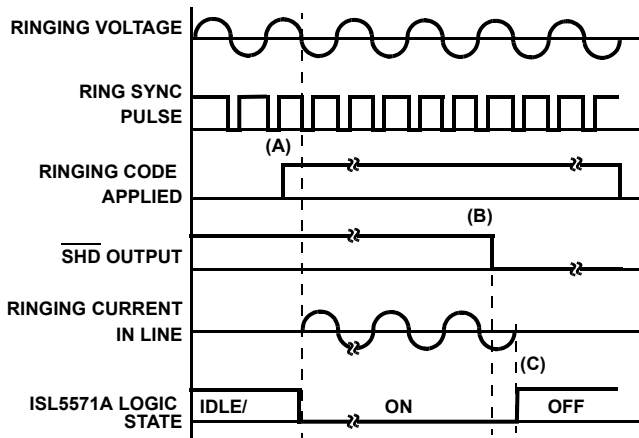 RINGING VOLTAGE
RING SYNC
PULSE
(A)
RINGING CODE
APPLIED
(B)
SHD OUTPUT
RINGING CURRENT
IN LINE
(C)
ISL5571A LOGIC
STATE
IDLE/
ON
OFF